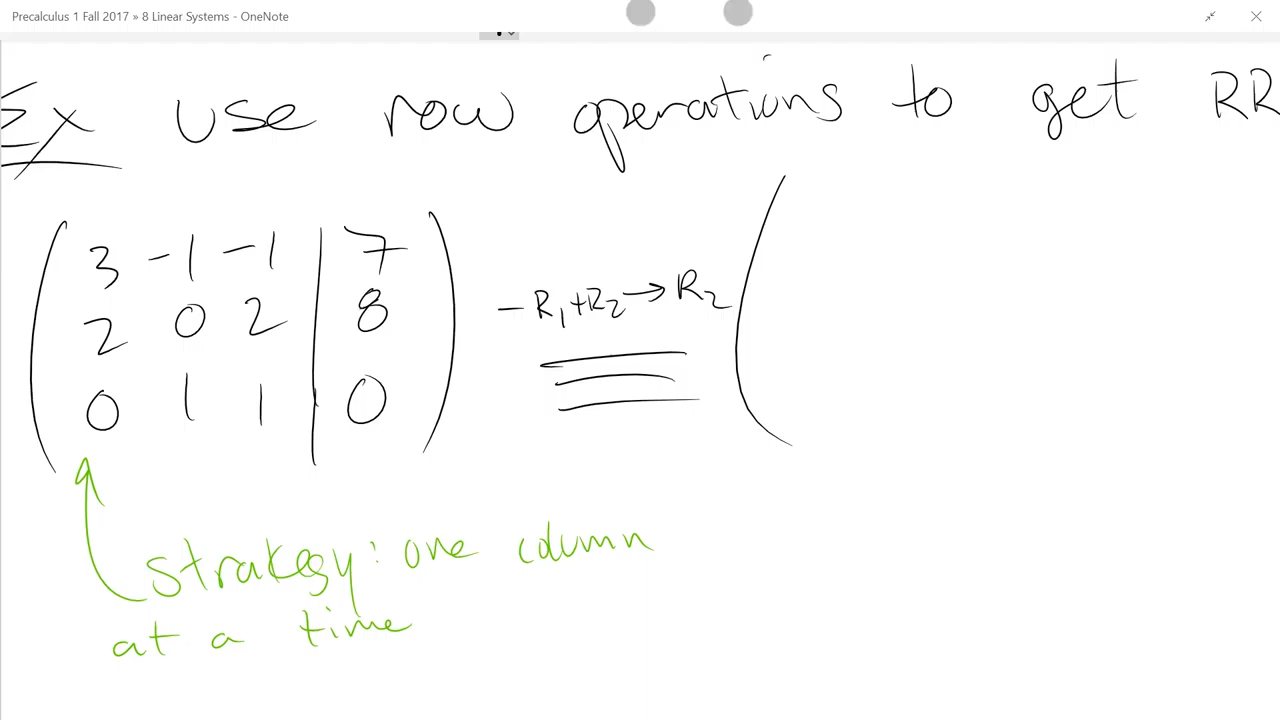 Precalculus 1 Fall 2017 » 8 Linear Systems - OneNote
Ex use row operations to get RR
3 -1 -1 | 7
2 0 2 | 8
0 1 1 | 0
-R₁+R₂→R₂
strategy: one column
at a time